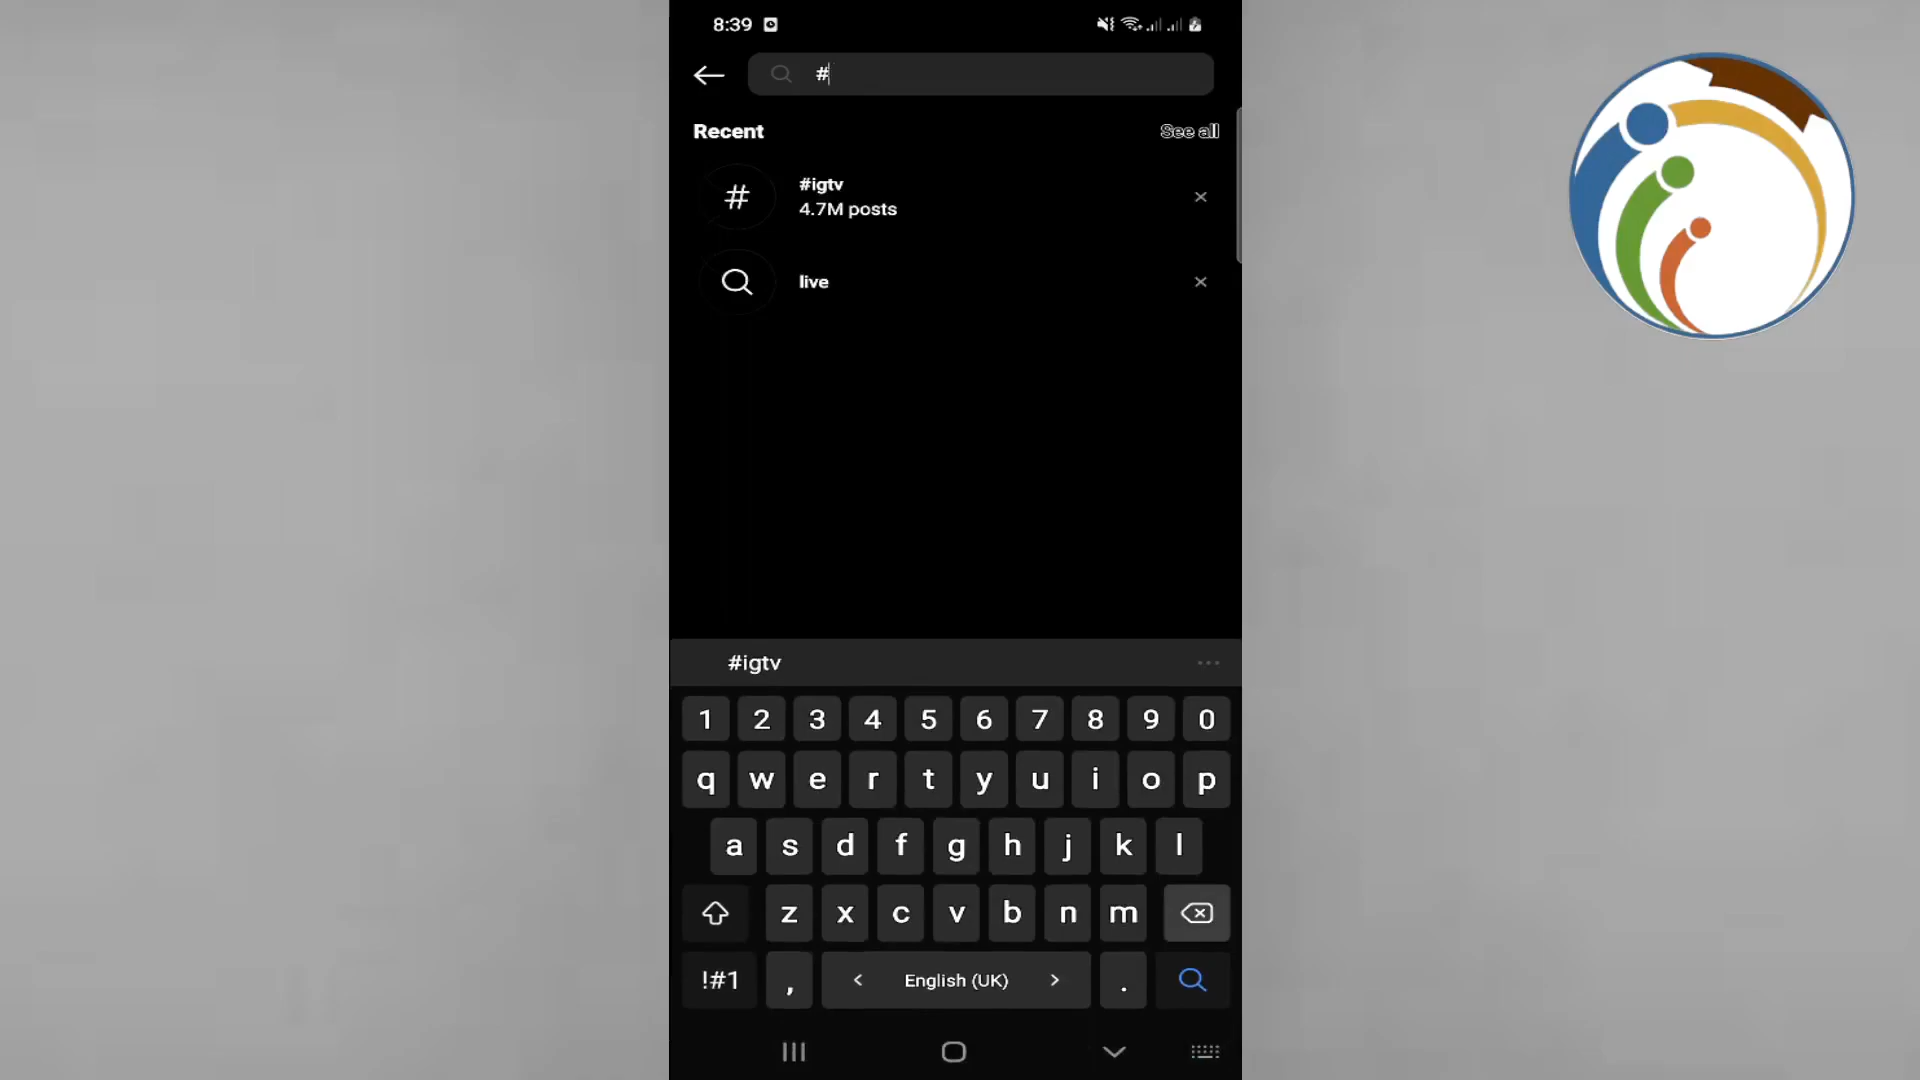 8:39
#
Recent
See all
#
#igtv
4.7M posts
live
#igtv
1 2 3 4 5 6 7 8 9 0
q w e r t y u i o p
a s d f g h j k l
z x c v b n m
!#1 , < English (UK) > .